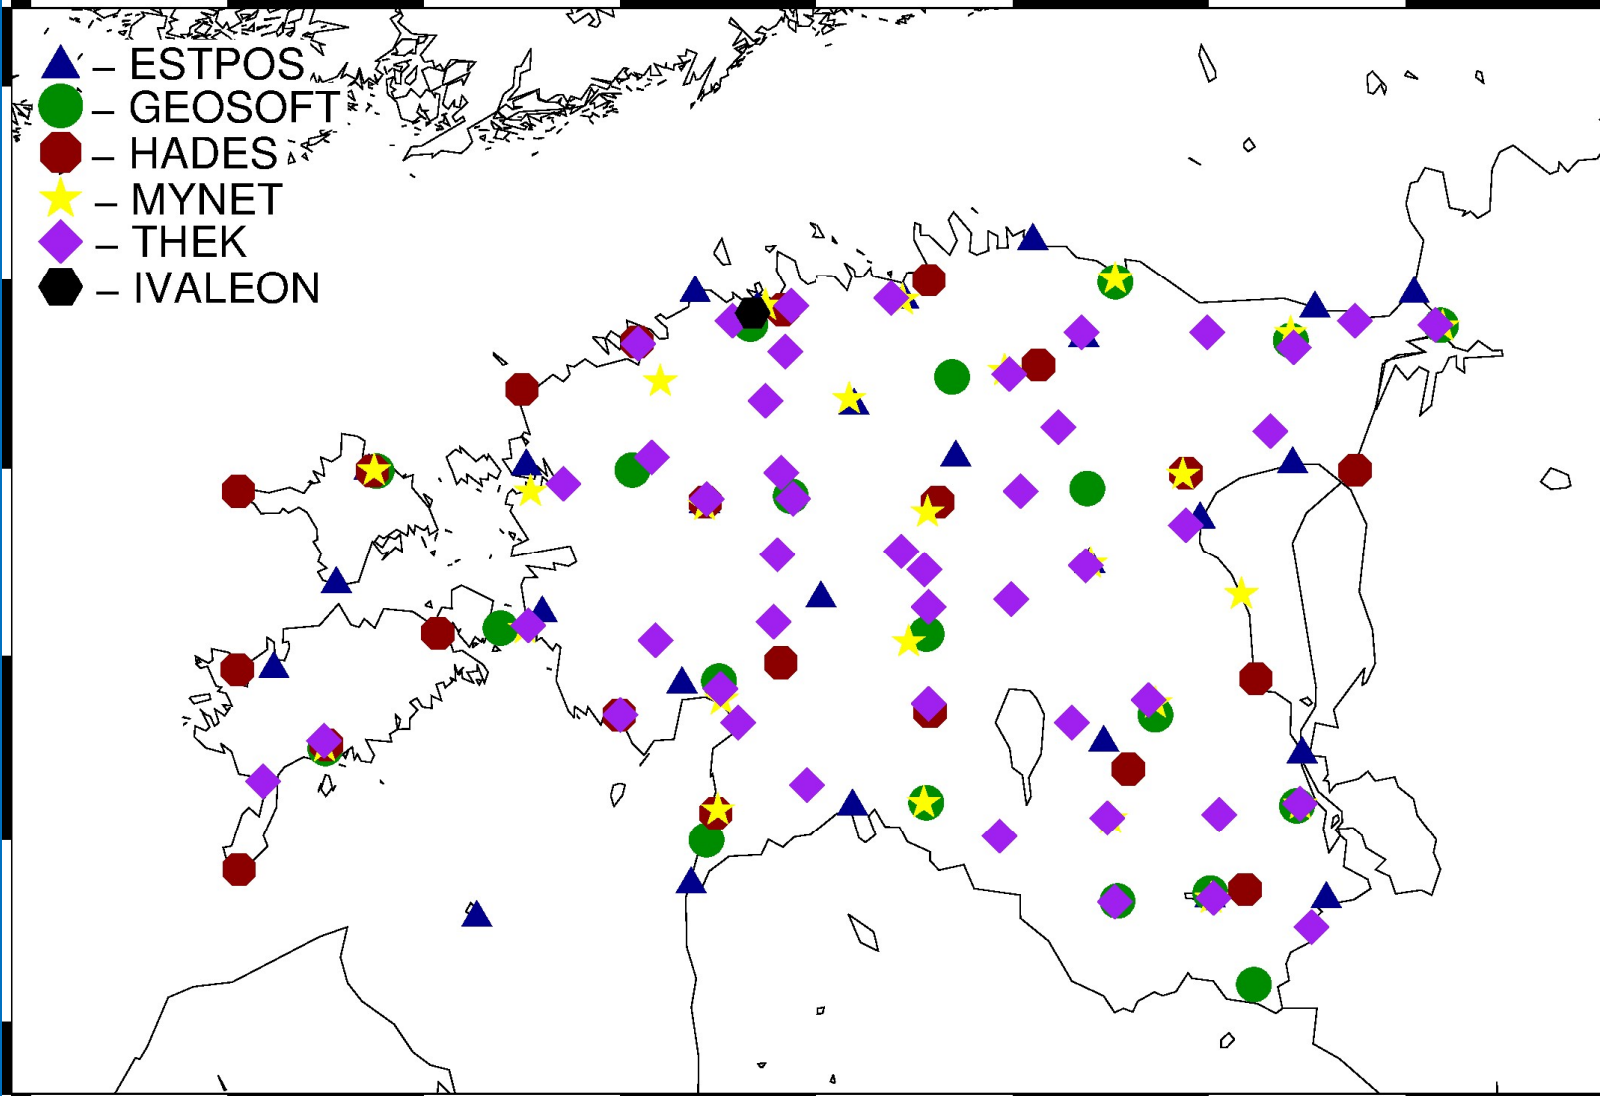 – ESTPOS
– GEOSOFT
– HADES
– MYNET
– THEK
– IVALEON